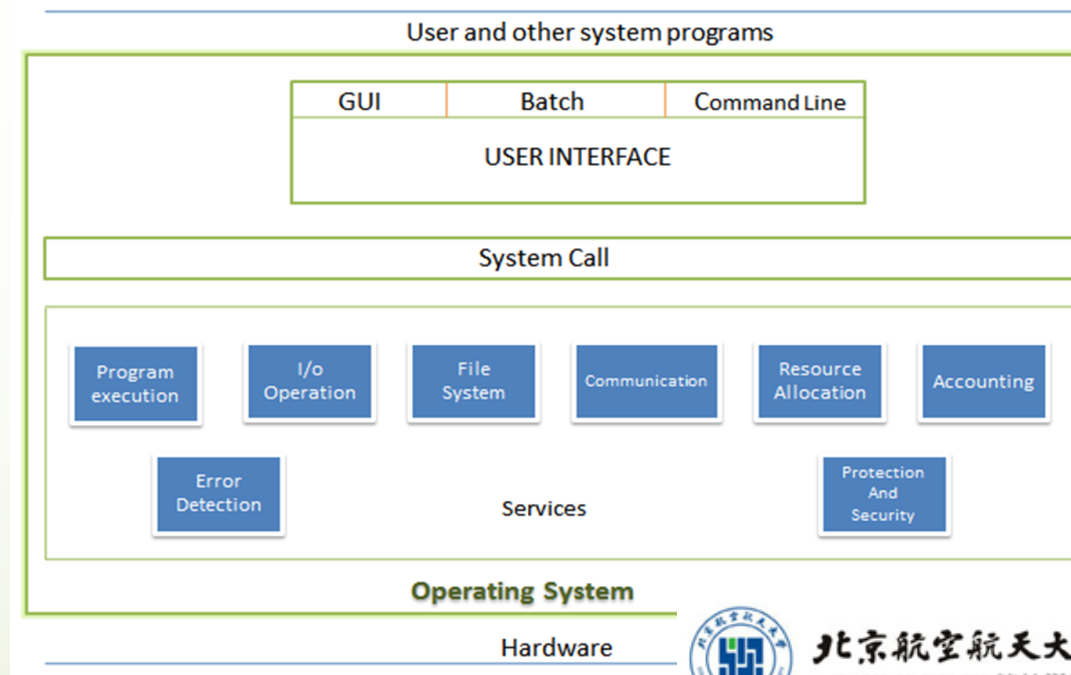 User and other system programs
GUI Batch Command Line
USER INTERFACE
System Call
Program
execution
I/o
Operation
File
System
Communication
Resource
Allocation
Accounting
Error
Detection
Services
Protection
And
Security
Operating System
Hardware
北京航空航天大